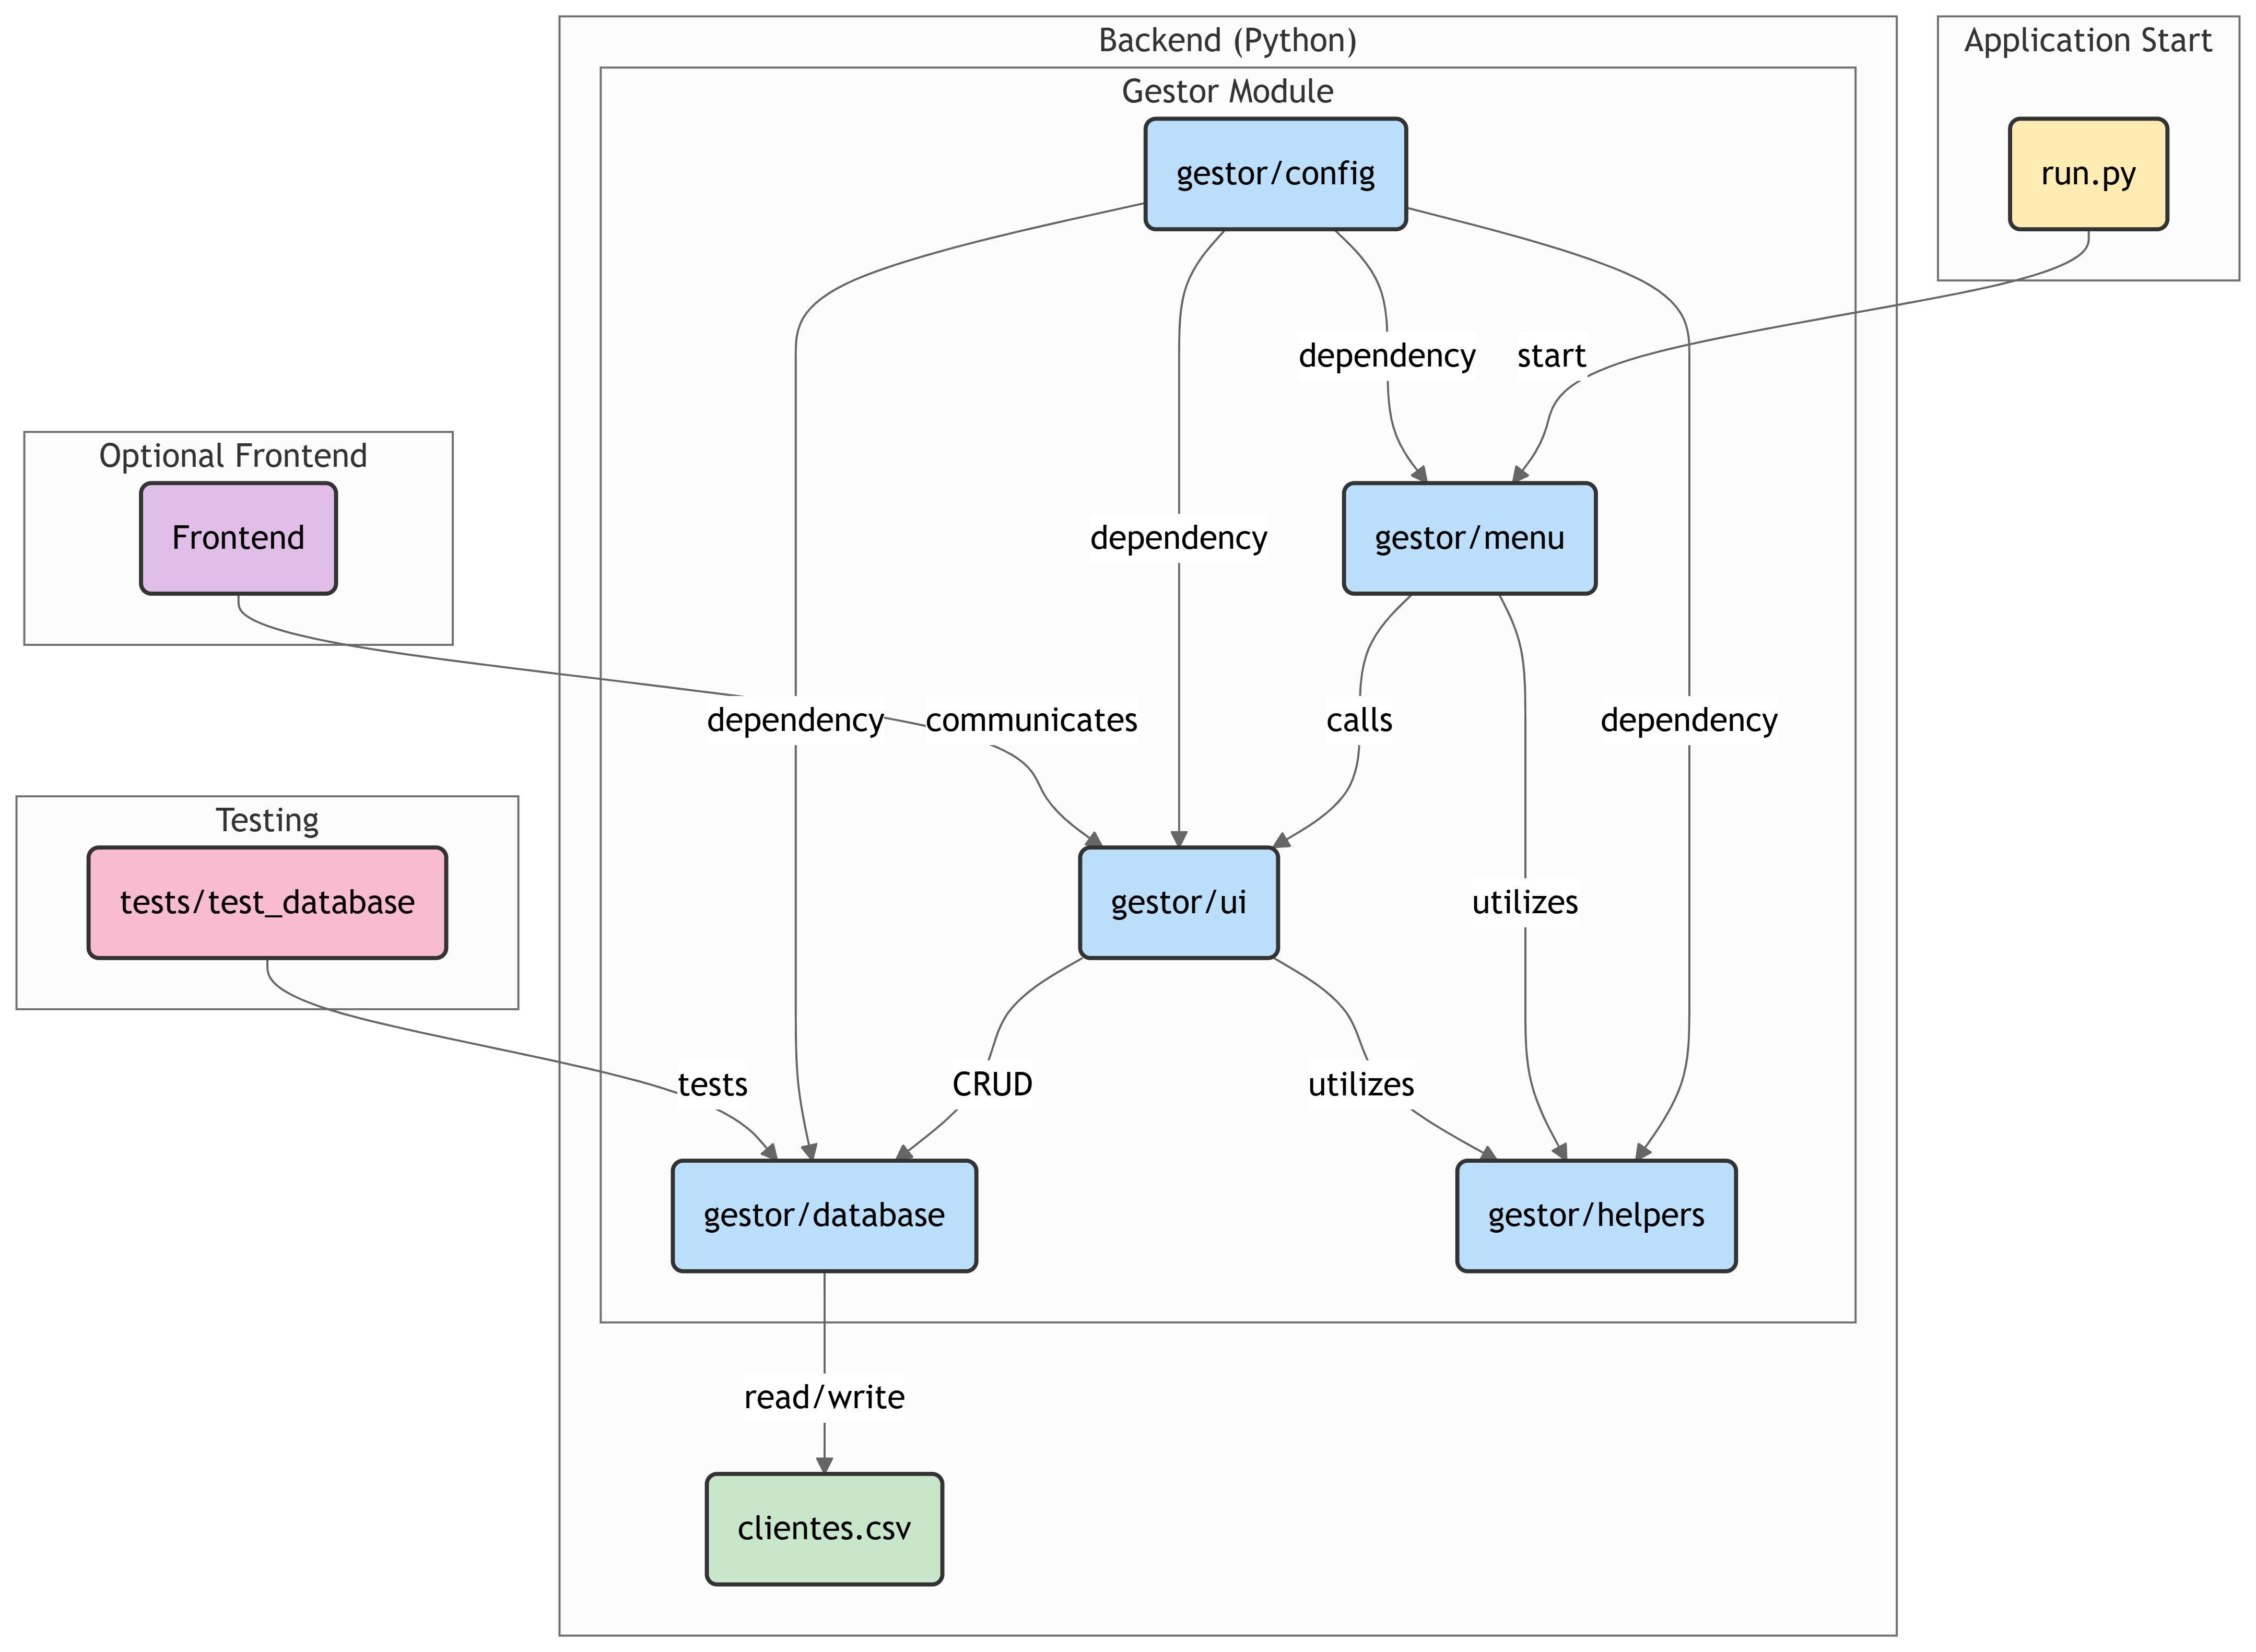 Backend (Python)
Application Start
Gestor Module
gestor/config
run.py
dependency
start
Optional Frontend
Frontend
dependency
gestor/menu
dependency
communicates
calls
dependency
Testing
tests/test_database
gestor/ui
utilizes
tests
CRUD
utilizes
gestor/database
gestor/helpers
read/write
clientes.csv